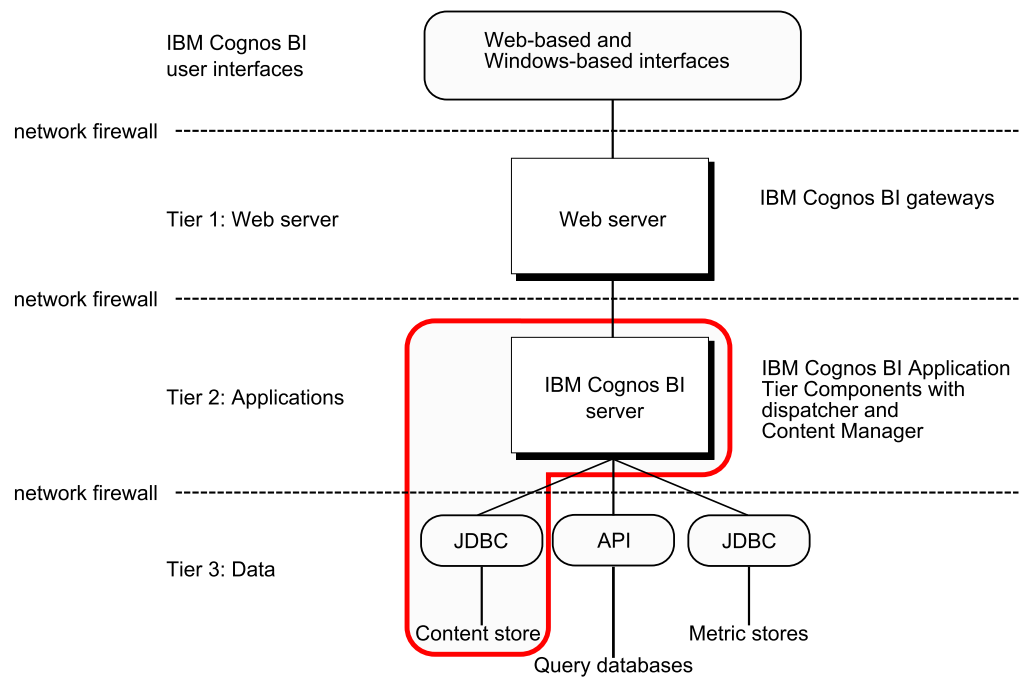 IBM Cognos BI
user interfaces
Web-based and
Windows-based interfaces
network firewall
Tier 1: Web server
Web server
IBM Cognos BI gateways
network firewall
Tier 2: Applications
IBM Cognos BI
server
IBM Cognos BI Application
Tier Components with
dispatcher and
Content Manager
network firewall
Tier 3: Data
JDBC
API
JDBC
Content store
Metric stores
Query databases